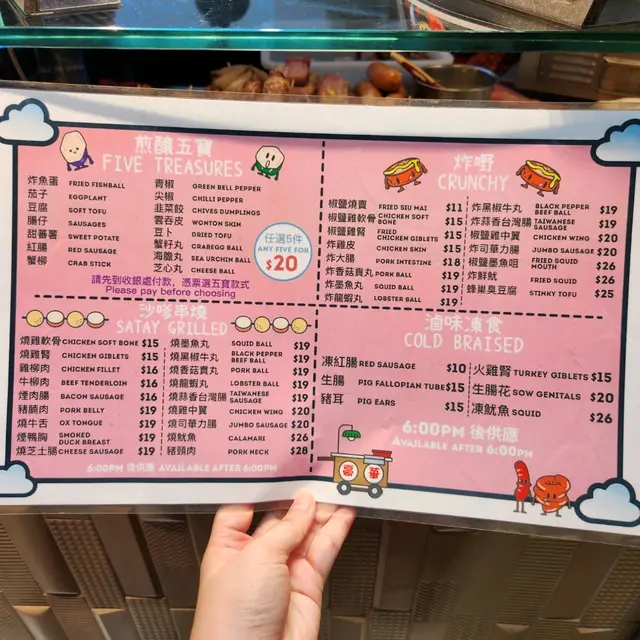 煎釀五寶
FIVE TREASURES
炸魚蛋 FRIED FISHBALL
茄子 EGGPLANT
豆腐 SOFT TOFU
腸仔 SAUSAGES
甜番薯 SWEET POTATO
紅腸 RED SAUSAGE
蟹柳 CRAB STICK
青椒 GREEN BELL PEPPER
尖椒 CHILLI PEPPER
韭菜餃 CHIVES DUMPLINGS
雲吞皮 WONTON SKIN
豆卜 DRIED TOFU
蟹籽丸 CRABEGG BALL
海膽丸 SEA URCHIN BALL
芝心丸 CHEESE BALL
任選5件
ANY FIVE FOR
$20
請先到收銀處付款，憑票選五寶款式
Please pay before choosing
炸嘢
CRUNCHY
椒鹽燒賣 FRIED SIU MAI $11
椒鹽雞軟骨 CHICKEN SOFT BONE $15
椒鹽雞腎 FRIED CHICKEN GIBLETS $15
炸雞皮 CHICKEN SKIN $15
炸大腸 PORK INTESTINE $18
炸香菇貢丸 PORK BALL $19
炸墨魚丸 SQUID BALL $19
炸龍蝦丸 LOBSTER BALL $19
炸黑椒牛丸 BLACK PEPPER BEEF BALL $19
炸蒜香台灣腸 TAIWANESE SAUSAGE $19
椒鹽雞中翼 CHICKEN WING $20
炸司華力腸 JUMBO SAUSAGE $20
椒鹽墨魚咀 FRIED SQUID MOUTH $26
炸鮮魷 FRIED SQUID $26
蜂巢臭豆腐 STINKY TOFU $25
沙嗲串燒
SATAY GRILLED
燒雞軟骨 CHICKEN SOFT BONE $15
燒雞腎 CHICKEN GIBLETS $15
雞柳肉 CHICKEN FILLET $16
牛柳肉 BEEF TENDERLOIN $16
煙肉腸 BACON SAUSAGE $16
豬腩肉 PORK BELLY $19
燒牛舌 OX TONGUE $19
煙鴨胸 SMOKED DUCK BREAST $19
燒芝士腸 CHEESE SAUSAGE $19
燒墨魚丸 SQUID BALL $19
燒黑椒牛丸 BLACK PEPPER BEEF BALL $19
燒香菇貢丸 PORK BALL $19
燒龍蝦丸 LOBSTER BALL $19
燒蒜香台灣腸 TAIWANESE SAUSAGE $19
燒雞中翼 CHICKEN WING $20
燒司華力腸 JUMBO SAUSAGE $20
燒魷魚 CALAMARI $26
豬頸肉 PORK NECK $28
6:00PM 後供應 AVAILABLE AFTER 6:00PM
滷味凍食
COLD BRAISED
凍紅腸 RED SAUSAGE $10
生腸 PIG FALLOPIAN TUBE $15
豬耳 PIG EARS $15
火雞腎 TURKEY GIBLETS $15
生腸花 SOW GENITALS $20
凍魷魚 SQUID $26
6:00PM 後供應
AVAILABLE AFTER 6:00PM